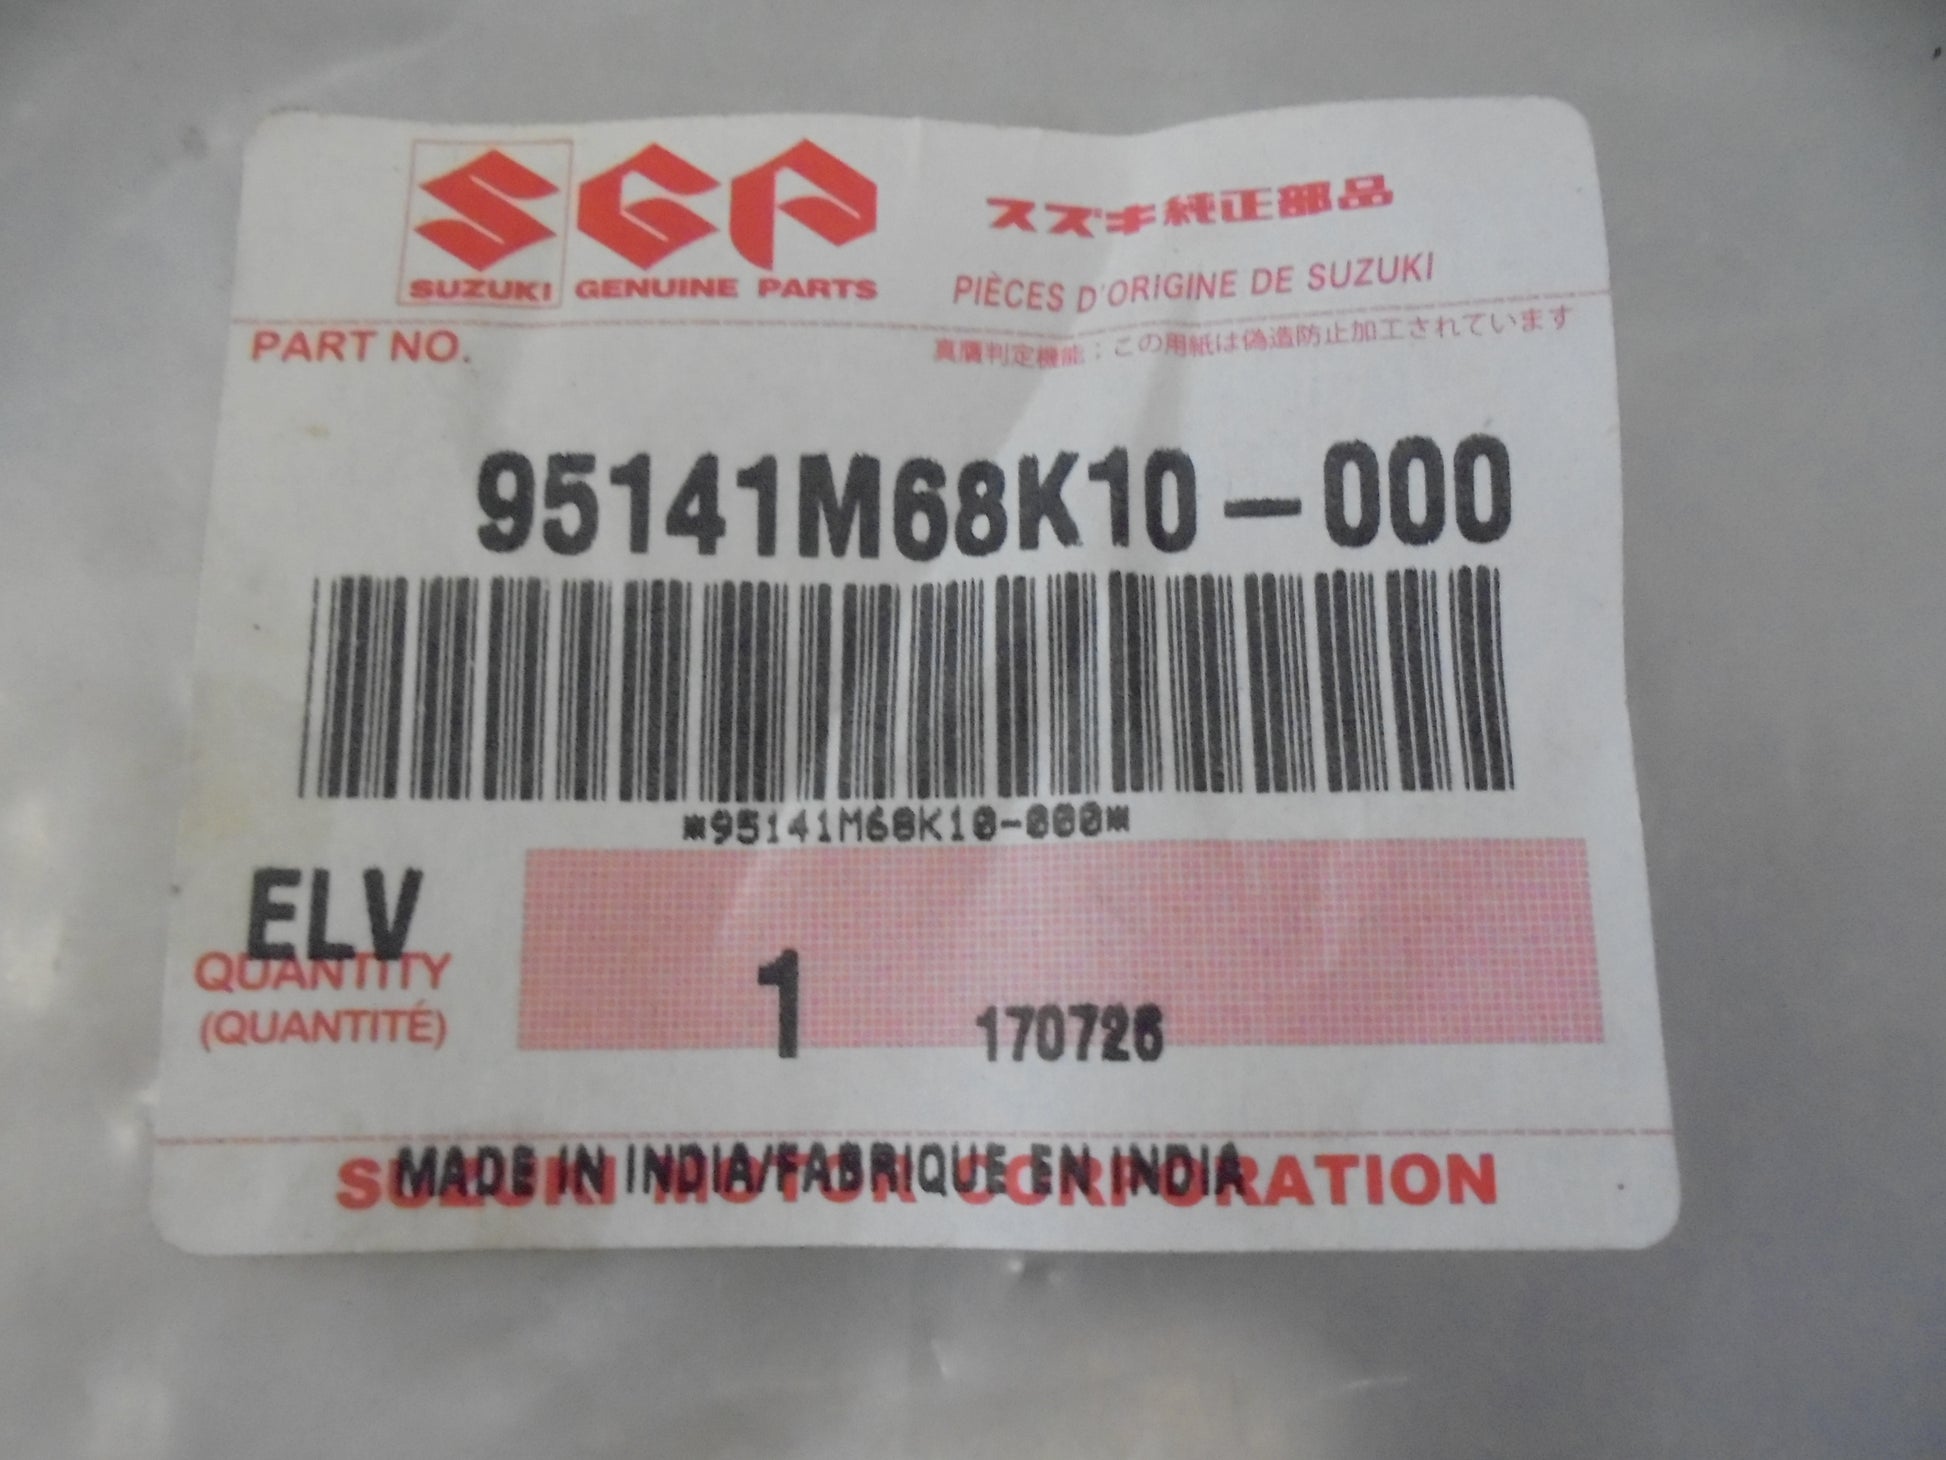 SGP スズキ純正部品
SUZUKI GENUINE PARTS PIÈCES D'ORIGINE DE SUZUKI
PART NO. 真贋判定機能：この用紙は偽造防止加工されています
95141M68K10-000
*95141M68K10-000*
ELV
QUANTITY
(QUANTITÉ)
1 170726
MADE IN INDIA/FABRIQUE EN INDIA
SUZUKI MOTOR CORPORATION